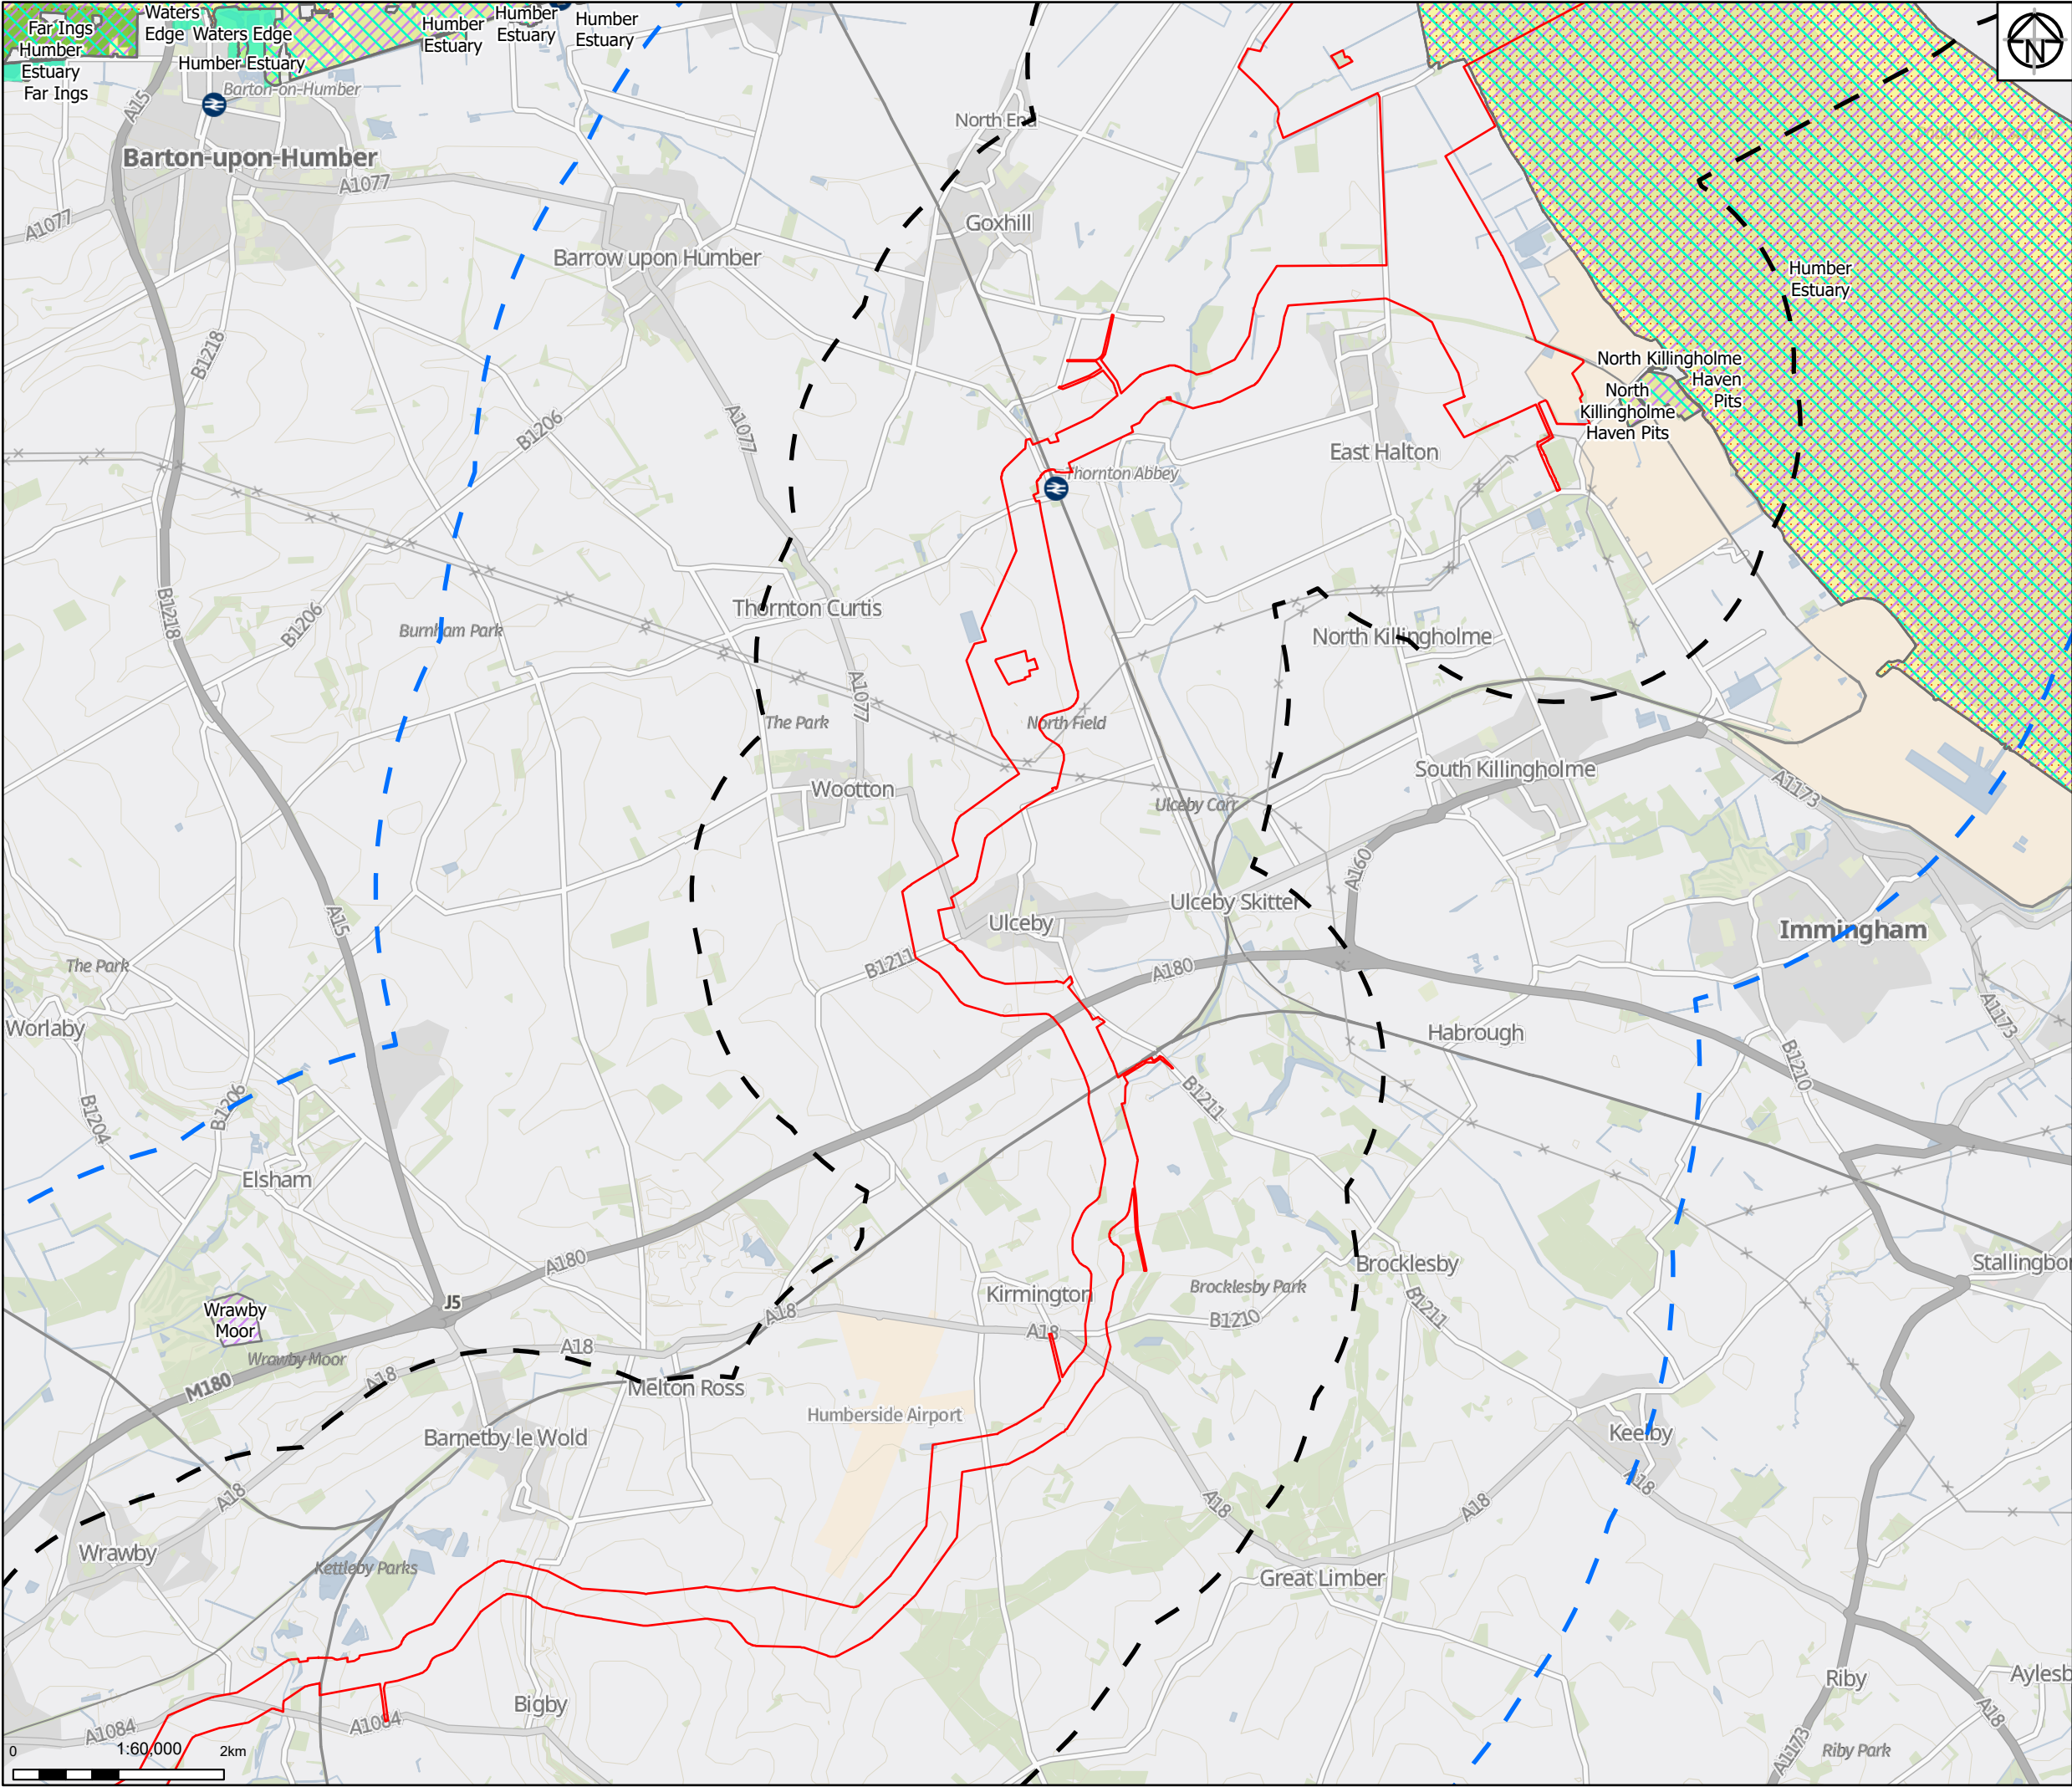 Waters
Edge
Far Ings
Humber
Estuary
Far Ings
Waters Edge
Humber Estuary
Humber
Estuary
Humber
Estuary
Humber
Estuary
N
Barton-on-Humber
A15
North End
Barton-upon-Humber
A1077
A1077
Goxhill
Barrow upon Humber
Humber
Estuary
B1218
North Killingholme
Haven
Pits
North
Killingholme
Haven Pits
A1077
B1206
East Halton
Thornton Abbey
B1218
B1206
Burnham Park
Thornton Curtis
North Killingholme
A1077
The Park
North Field
South Killingholme
Wootton
Ulceby Carr
A1173
A160
A15
Ulceby
Ulceby Skitter
Immingham
The Park
B1211
A180
Worlaby
Habrough
A1173
B1204
B1206
B1211
B1210
Elsham
A180
Brocklesby
Stallingbor
Brocklesby Park
Kirmington
J5
Wrawby
Moor
A18
A18
B1210
B1211
A18
Wrawby Moor
M180
A18
Melton Ross
Humberside Airport
Barnetby le Wold
Keelby
A18
A18
A18
A18
Wrawby
Kettleby Parks
Great Limber
Bigby
Riby
Aylesb
A1084
A1084
A18
A1173
Riby Park
0
1:60,000
2km